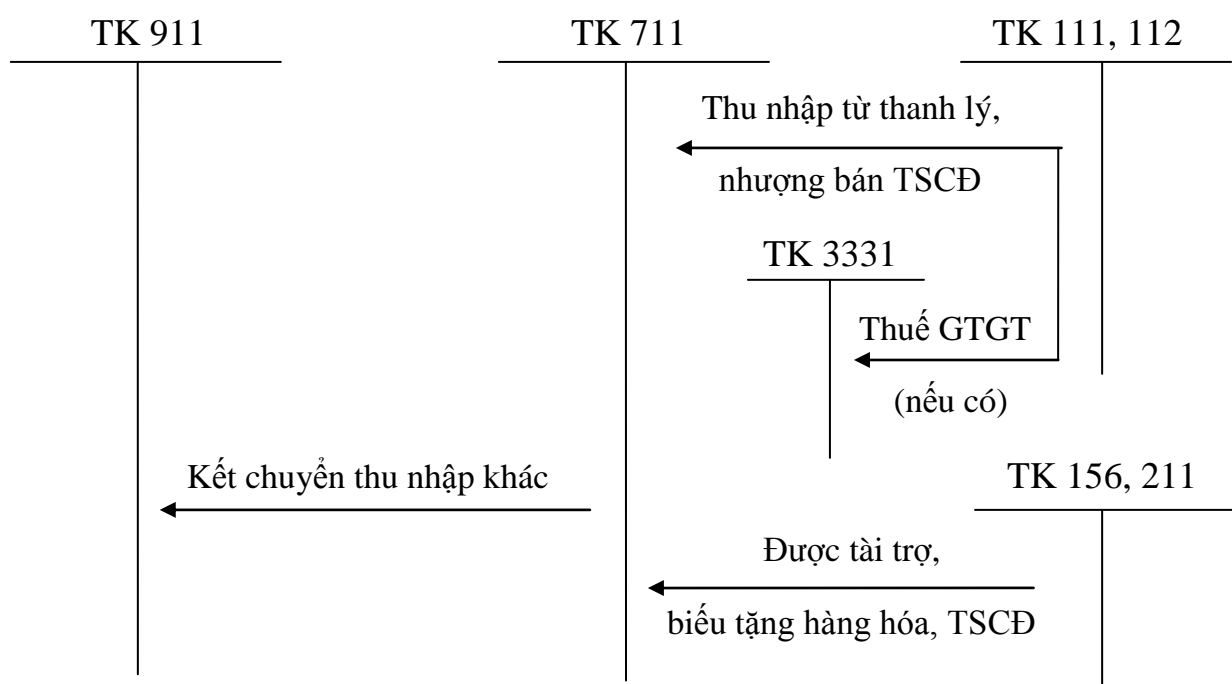 TK 911
TK 711
TK 111, 112
Thu nhập từ thanh lý,
nhượng bán TSCĐ
TK 3331
Thuế GTGT
(nếu có)
Kết chuyển thu nhập khác
TK 156, 211
Được tài trợ,
biếu tặng hàng hóa, TSCĐ